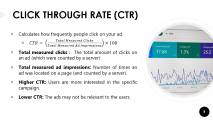 CLICK THROUGH RATE (CTR)
• Calculates how frequently people click on your ad
• CTR = (Total Measured Clicks / Total Measured Ad Impressions) × 100
• Total measured clicks : The total amount of clicks on
an ad (which were counted by a server)
• Total measured ad impressions: Number of times an
ad was located on a page (and counted by a server).
• Higher CTR: Users are more interested in the specific
campaign.
• Lower CTR: The ads may not be relevant to the users.